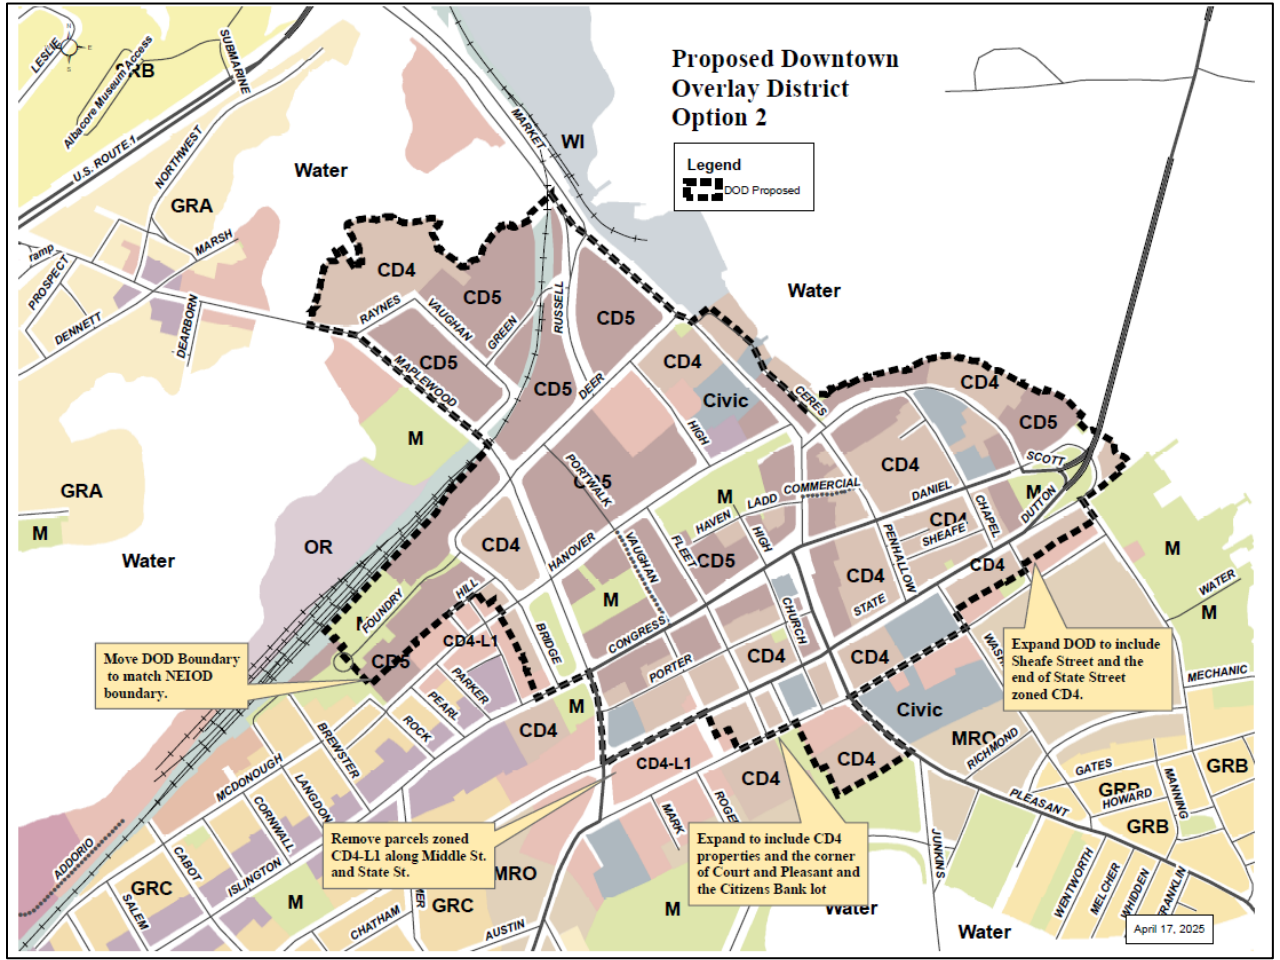 Proposed Downtown
Overlay District
Option 2
Legend
DOD Proposed
N
E
S
LESLIE
Albacore Museum Access
SUBMARINE
U.S. ROUTE 1
NORTHWEST
MARKET
WI
Water
GRA
MARSH
ramp
PROSPECT
DENNETT
DEARBORN
CD4
CD5
RAYNES
VAUGHAN
GREEN
RUSSELL
CD5
Water
CD5
MAPLEWOOD
CD5
DEER
CD4
Civic
HIGH
CERES
CD4
CD5
SCOTT
M
GRA
M
Water
OR
PORTWALK
M
HAVEN
LADD
COMMERCIAL
CD4
DANIEL
CHAPEL
M
DUTTON
CD4
SHEAFE
PENHALLOW
CD4
HANOVER
VAUGHAN
FLEET
CD5
HIGH
CD4
STATE
CD4
M
WATER
M
FOUNDRY
HILL
M
CD4-L1
BRIDGE
CONGRESS
CHURCH
CD5
PORTER
CD4
CD4
Move DOD Boundary
to match NEIOD
boundary.
Expand DOD to include
Sheafe Street and the
end of State Street
zoned CD4.
MECHANIC
PARKER
PEARL
ROCK
M
CD4
Civic
MRO
RICHMOND
BREWSTER
MCDONOUGH
LANGDON
CORNWALL
CD4-L1
CD4
CD4
GATES
HOWARD
MANNING
GRB
GRB
PLEASANT
MARK
ADDORIO
CABOT
ISLINGTON
GRC
SALEM
M
Remove parcels zoned
CD4-L1 along Middle St.
and State St.
Expand to include CD4
properties and the corner
of Court and Pleasant and
the Citizens Bank lot
MRO
GRC
CHATHAM
AUSTIN
M
Water
JUNKINS
Water
WENTWORTH
MELCHER
WHIDDEN
April 17, 2025